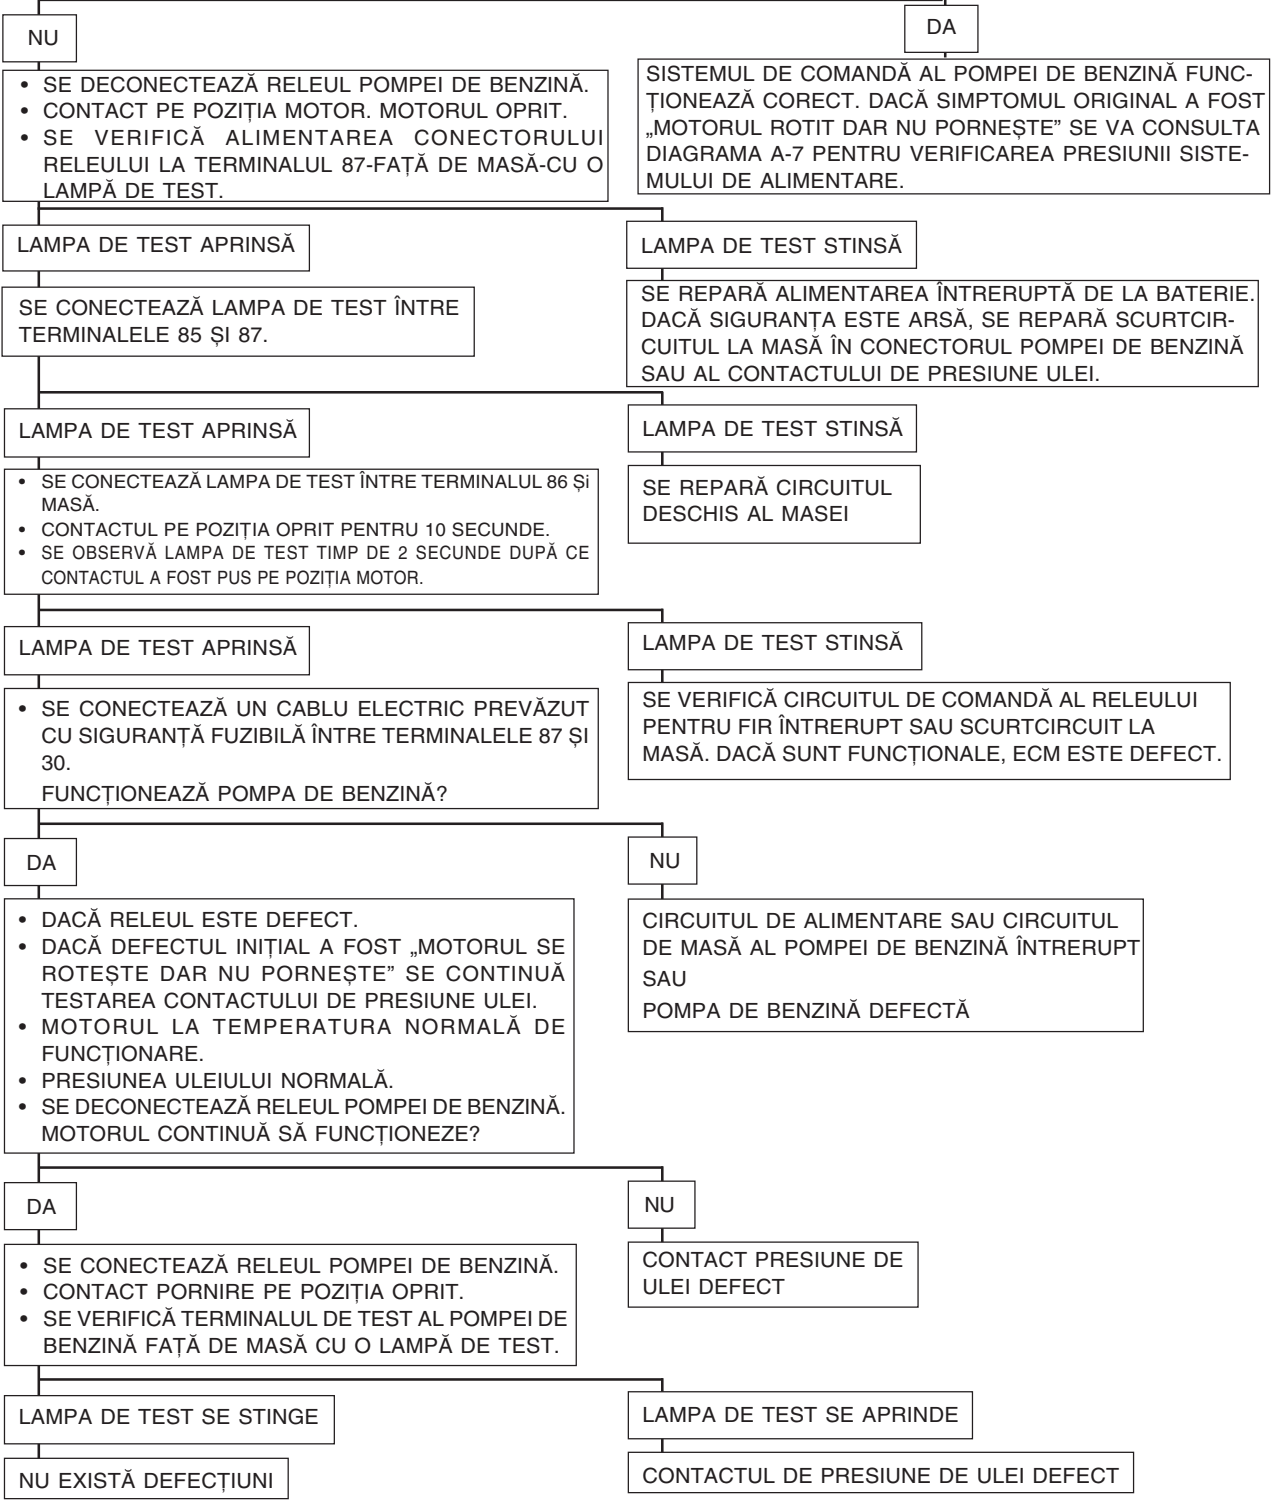 NU
DA
• SE DECONECTEAZĂ RELEUL POMPEI DE BENZINĂ.
• CONTACT PE POZIȚIA MOTOR. MOTORUL OPRIT.
• SE VERIFICĂ ALIMENTAREA CONECTORULUI
RELEULUI LA TERMINALUL 87-FAȚĂ DE MASĂ-CU O
LAMPĂ DE TEST.
SISTEMUL DE COMANDĂ AL POMPEI DE BENZINĂ FUNC-
ȚIONEAZĂ CORECT. DACĂ SIMPTOMUL ORIGINAL A FOST
„MOTORUL ROTIT DAR NU PORNEȘTE” SE VA CONSULTA
DIAGRAMA A-7 PENTRU VERIFICAREA PRESIUNII SISTE-
MULUI DE ALIMENTARE.
LAMPA DE TEST APRINSĂ
LAMPA DE TEST STINSĂ
SE CONECTEAZĂ LAMPA DE TEST ÎNTRE
TERMINALELE 85 ȘI 87.
SE REPARĂ ALIMENTAREA ÎNTRERUPTĂ DE LA BATERIE.
DACĂ SIGURANȚA ESTE ARSĂ, SE REPARĂ SCURTCIR-
CUITUL LA MASĂ ÎN CONECTORUL POMPEI DE BENZINĂ
SAU AL CONTACTULUI DE PRESIUNE ULEI.
LAMPA DE TEST APRINSĂ
LAMPA DE TEST STINSĂ
• SE CONECTEAZĂ LAMPA DE TEST ÎNTRE TERMINALUL 86 Și
MASĂ.
• CONTACTUL PE POZIȚIA OPRIT PENTRU 10 SECUNDE.
• SE OBSERVĂ LAMPA DE TEST TIMP DE 2 SECUNDE DUPĂ CE
CONTACTUL A FOST PUS PE POZIȚIA MOTOR.
SE REPARĂ CIRCUITUL
DESCHIS AL MASEI
LAMPA DE TEST APRINSĂ
LAMPA DE TEST STINSĂ
• SE CONECTEAZĂ UN CABLU ELECTRIC PREVĂZUT
CU SIGURANȚĂ FUZIBILĂ ÎNTRE TERMINALELE 87 ȘI
30.
FUNCȚIONEAZĂ POMPA DE BENZINĂ?
SE VERIFICĂ CIRCUITUL DE COMANDĂ AL RELEULUI
PENTRU FIR ÎNTRERUPT SAU SCURTCIRCUIT LA
MASĂ. DACĂ SUNT FUNCȚIONALE, ECM ESTE DEFECT.
DA
NU
• DACĂ RELEUL ESTE DEFECT.
• DACĂ DEFECTUL INIȚIAL A FOST „MOTORUL SE
ROTEȘTE DAR NU PORNEȘTE” SE CONTINUĂ
TESTAREA CONTACTULUI DE PRESIUNE ULEI.
• MOTORUL LA TEMPERATURA NORMALĂ DE
FUNCȚIONARE.
• PRESIUNEA ULEIULUI NORMALĂ.
• SE DECONECTEAZĂ RELEUL POMPEI DE BENZINĂ.
MOTORUL CONTINUĂ SĂ FUNCȚIONEZE?
CIRCUITUL DE ALIMENTARE SAU CIRCUITUL
DE MASĂ AL POMPEI DE BENZINĂ ÎNTRERUPT
SAU
POMPA DE BENZINĂ DEFECTĂ
DA
NU
• SE CONECTEAZĂ RELEUL POMPEI DE BENZINĂ.
• CONTACT PORNIRE PE POZIȚIA OPRIT.
• SE VERIFICĂ TERMINALUL DE TEST AL POMPEI DE
BENZINĂ FAȚĂ DE MASĂ CU O LAMPĂ DE TEST.
CONTACT PRESIUNE DE
ULEI DEFECT
LAMPA DE TEST SE STINGE
LAMPA DE TEST SE APRINDE
NU EXISTĂ DEFECȚIUNI
CONTACTUL DE PRESIUNE DE ULEI DEFECT